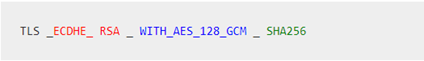 TLS _ECDHE_ RSA _ WITH_AES_128_GCM _ SHA256